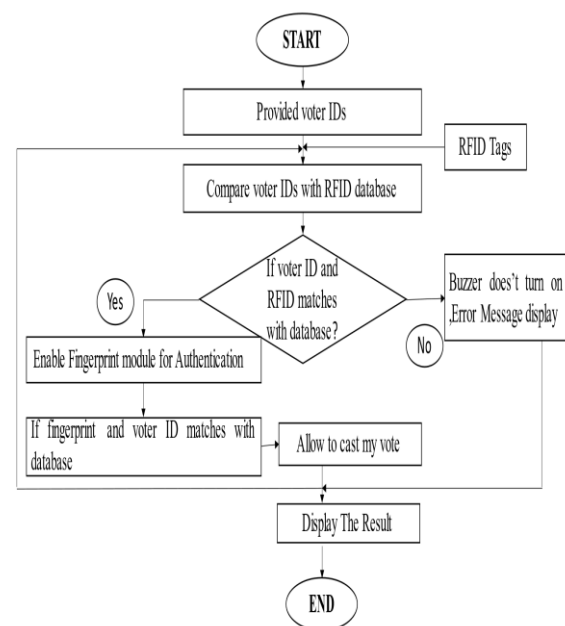 START
Provided voter IDs
RFID Tags
Compare voter IDs with RFID database
If voter ID and
RFID matches
with database?
Yes
No
Buzzer does't turn on
,Error Message display
Enable Fingerprint module for Authentication
If fingerprint and voter ID matches with
database
Allow to cast my vote
Display The Result
END